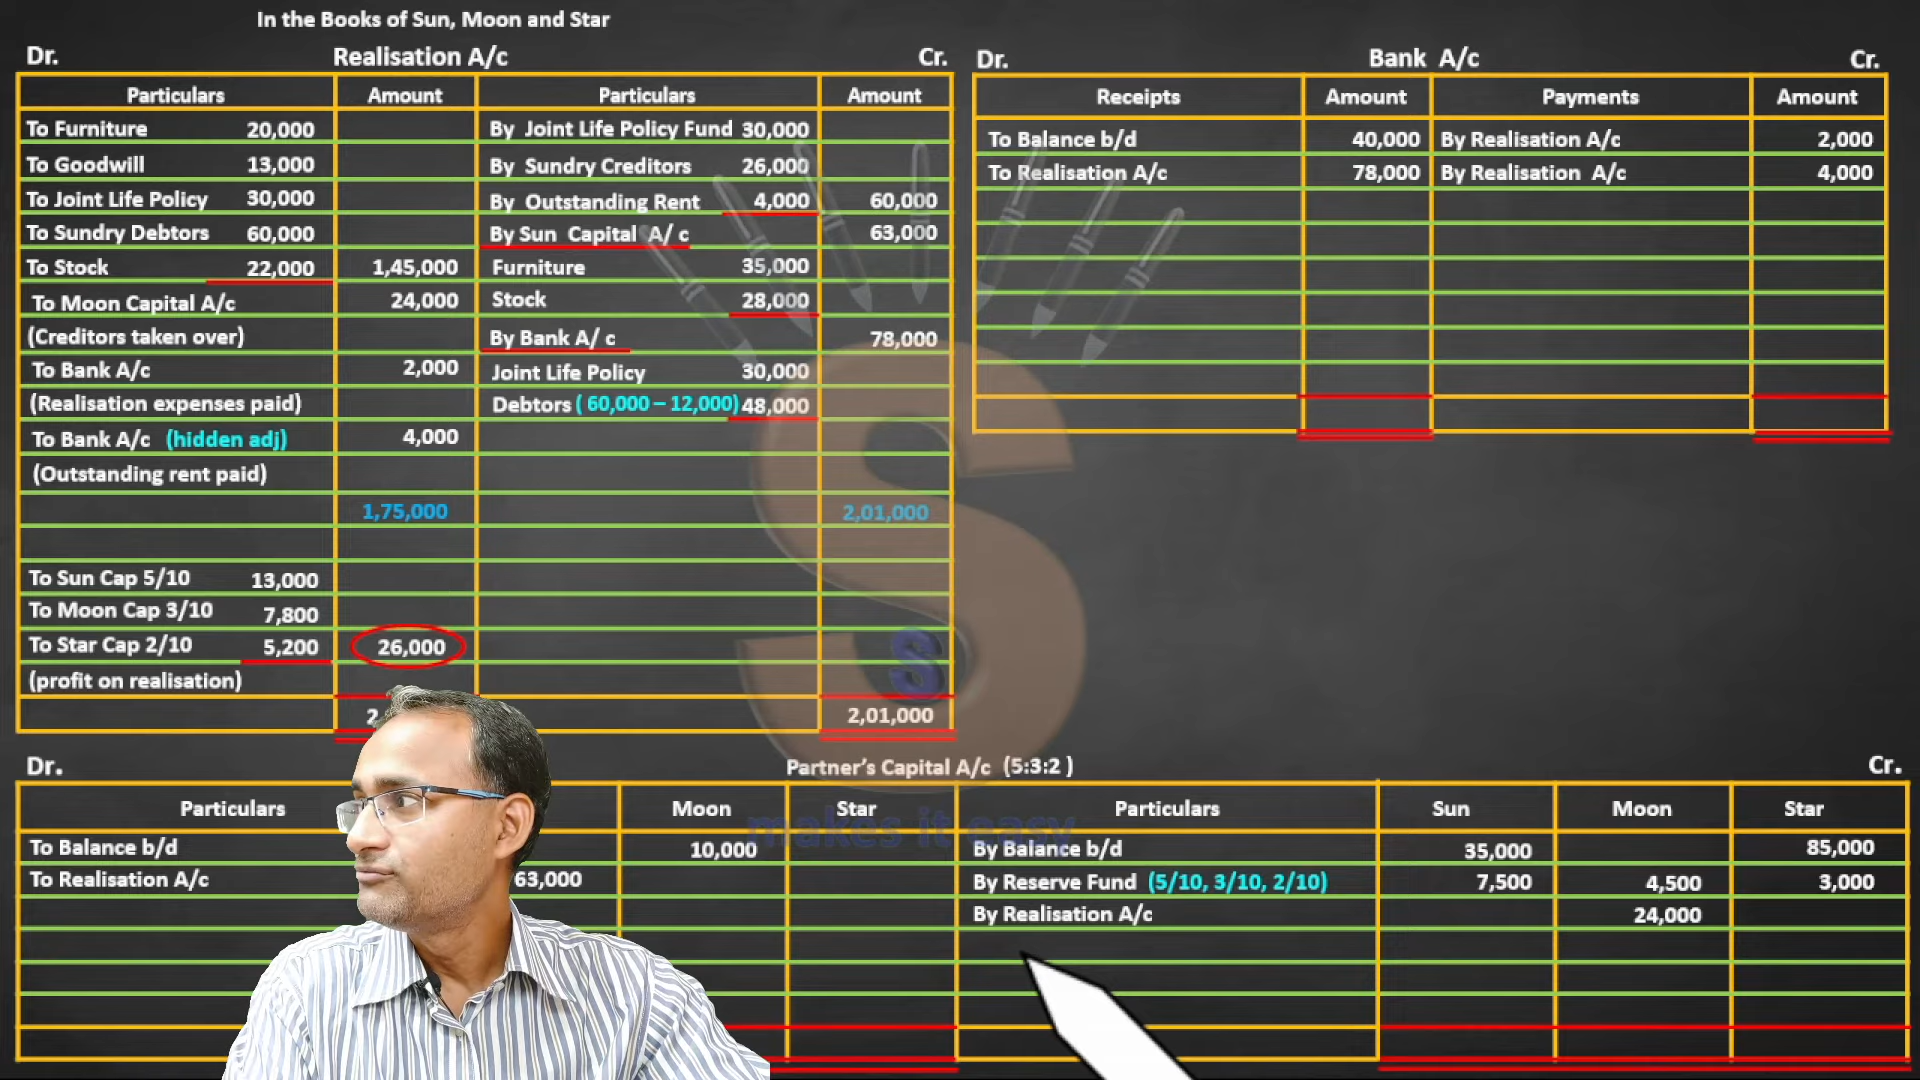 In the Books of Sun, Moon and Star
Dr. Realisation A/c Cr.
Particulars Amount Particulars Amount
To Furniture 20,000 By Joint Life Policy Fund 30,000
To Goodwill 13,000 By Sundry Creditors 26,000
To Joint Life Policy 30,000 By Outstanding Rent 4,000 60,000
To Sundry Debtors 60,000 By Sun Capital A/ c 63,000
To Stock 22,000 1,45,000 Furniture 35,000
To Moon Capital A/c 24,000 Stock 28,000
(Creditors taken over) By Bank A/ c 78,000
To Bank A/c 2,000 Joint Life Policy 30,000
(Realisation expenses paid) Debtors ( 60,000 – 12,000) 48,000
To Bank A/c (hidden adj) 4,000
(Outstanding rent paid)
1,75,000 2,01,000
To Sun Cap 5/10 13,000
To Moon Cap 3/10 7,800
To Star Cap 2/10 5,200 26,000
(profit on realisation)
2,01,000
Dr. Bank A/c Cr.
Receipts Amount Payments Amount
To Balance b/d 40,000 By Realisation A/c 2,000
To Realisation A/c 78,000 By Realisation A/c 4,000
S
S
makes it easy
Dr. Partner's Capital A/c (5:3:2 ) Cr.
Particulars Moon Star Particulars Sun Moon Star
To Balance b/d 10,000 By Balance b/d 35,000 85,000
To Realisation A/c 63,000 By Reserve Fund (5/10, 3/10, 2/10) 7,500 4,500 3,000
By Realisation A/c 24,000